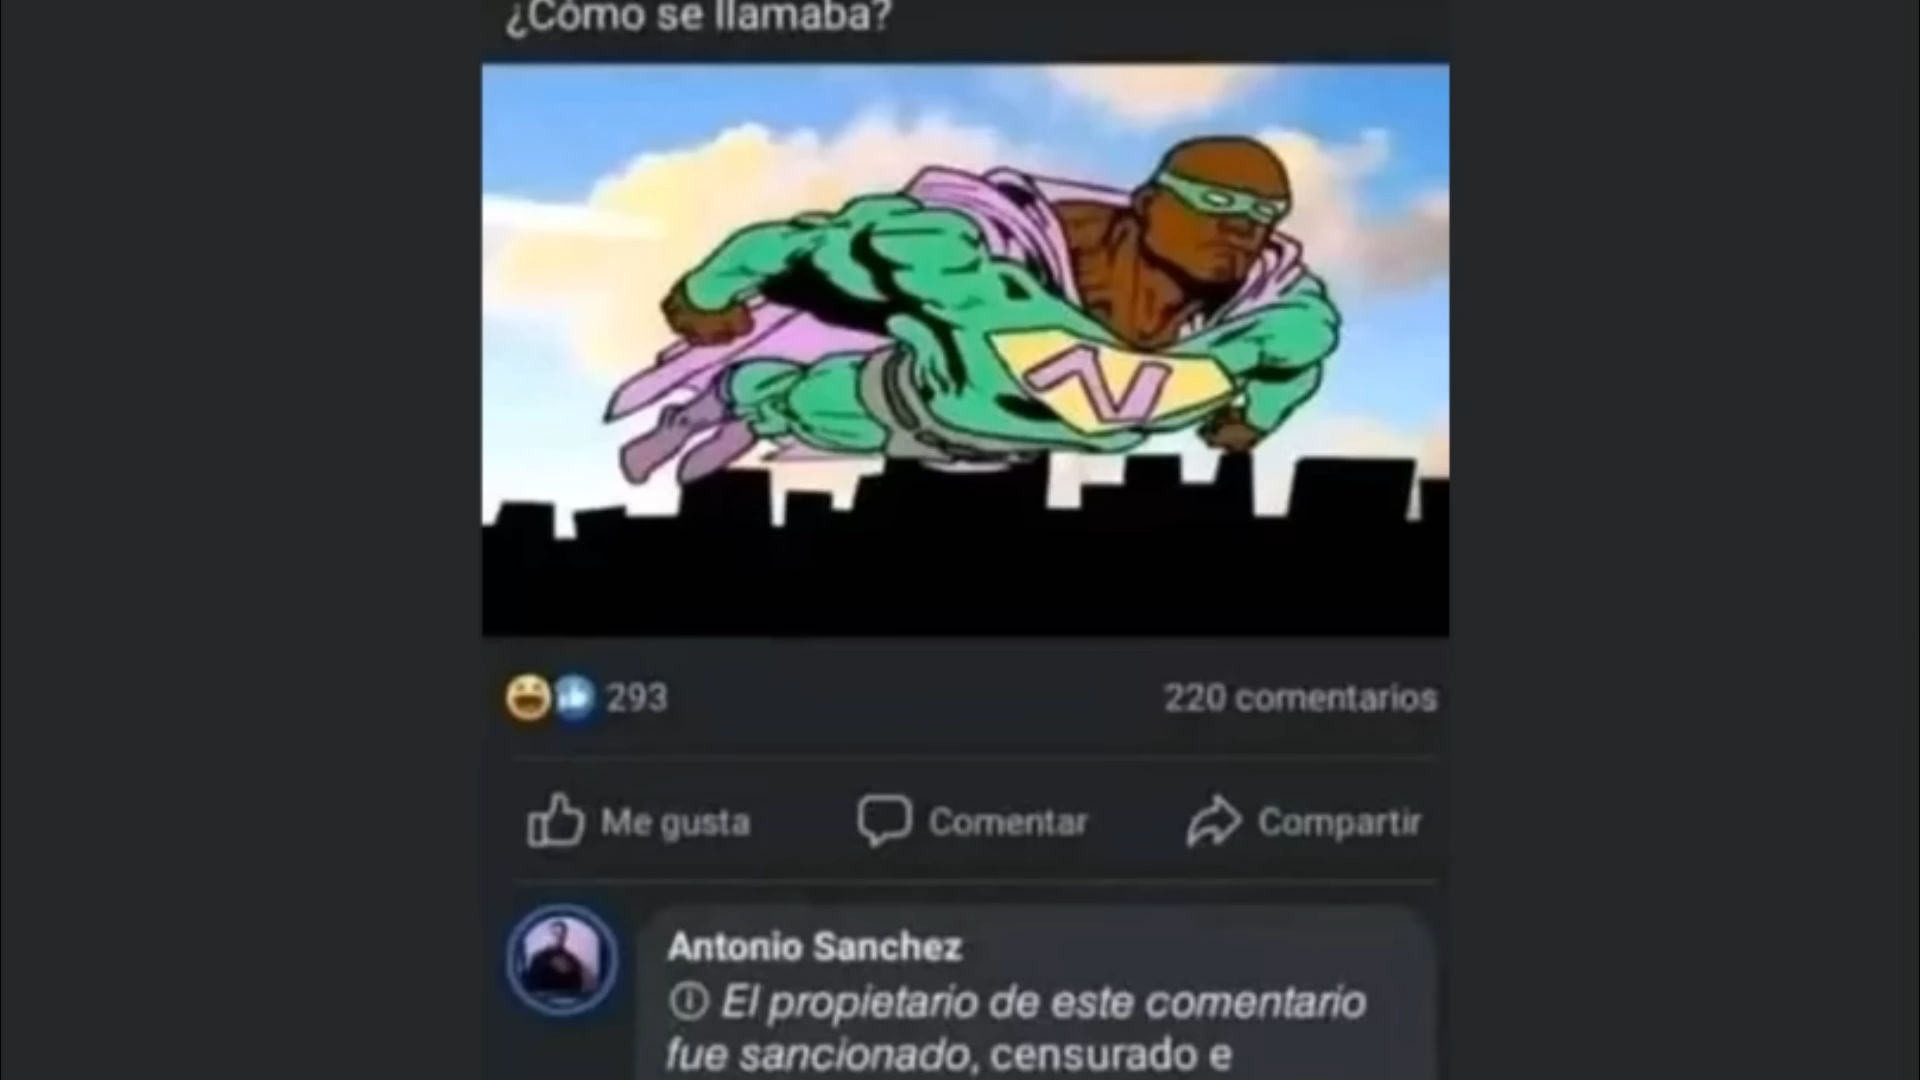 ¿Cómo se llamaba?
N
293
220 comentarios
Me gusta
Comentar
Compartir
Antonio Sanchez
El propietario de este comentario
fue sancionado, censurado e